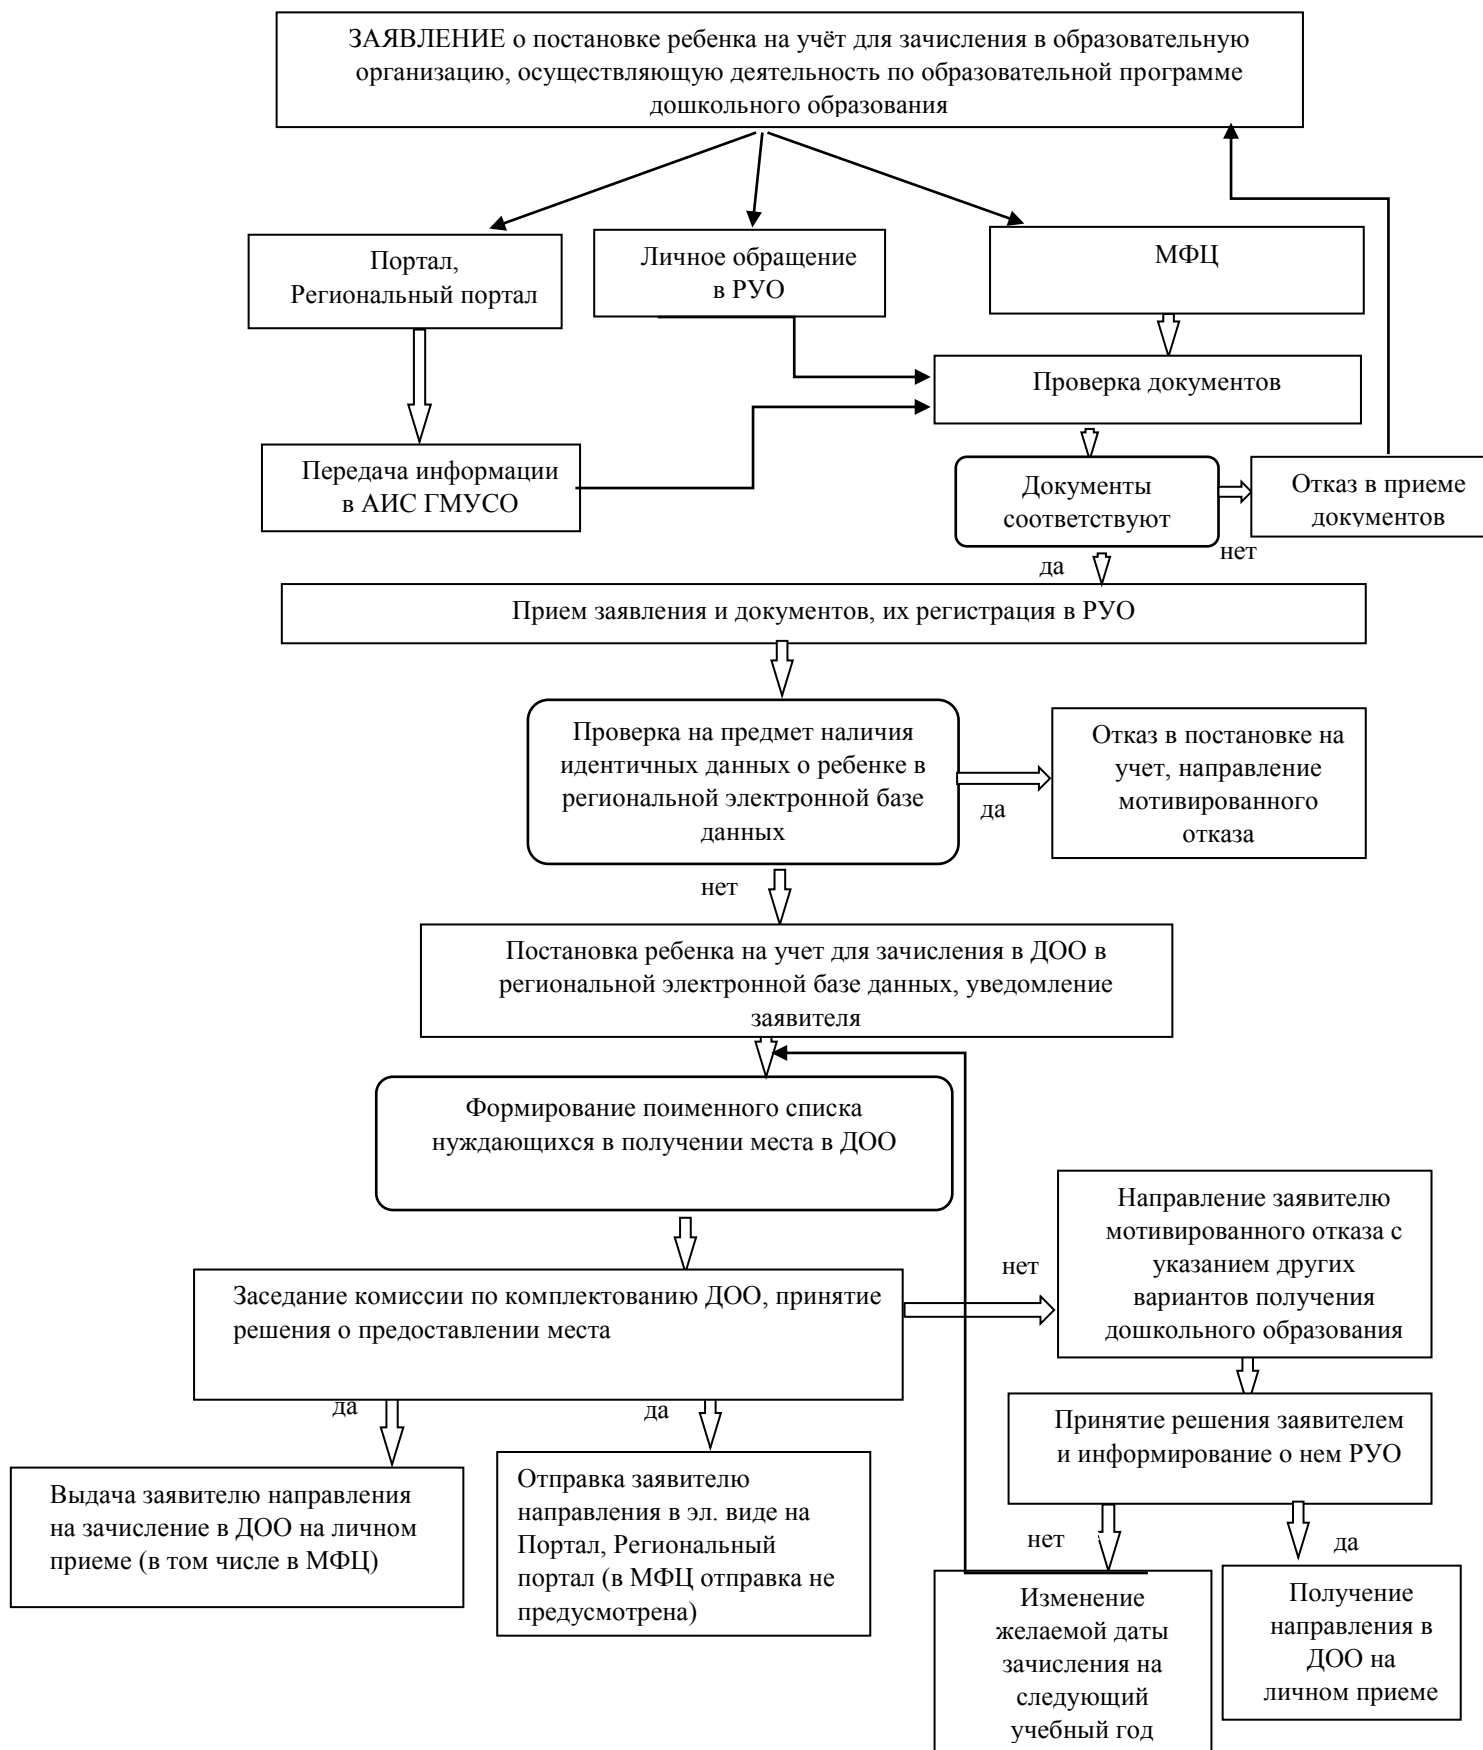 ЗАЯВЛЕНИЕ о постановке ребенка на учёт для зачисления в образовательную
организацию, осуществляющую деятельность по образовательной программе
дошкольного образования
Портал,
Региональный портал
Личное обращение
в РУО
МФЦ
Проверка документов
Передача информации
в АИС ГМУСО
Документы
соответствуют
Отказ в приеме
документов
нет
да
Прием заявления и документов, их регистрация в РУО
Проверка на предмет наличия
идентичных данных о ребенке в
региональной электронной базе
данных
да
Отказ в постановке на
учет, направление
мотивированного
отказа
нет
Постановка ребенка на учет для зачисления в ДОО в
региональной электронной базе данных, уведомление
заявителя
Формирование поименного списка
нуждающихся в получении места в ДОО
Заседание комиссии по комплектованию ДОО, принятие
решения о предоставлении места
нет
Направление заявителю
мотивированного отказа с
указанием других
вариантов получения
дошкольного образования
да
да
Принятие решения заявителем
и информирование о нем РУО
Выдача заявителю направления
на зачисление в ДОО на личном
приеме (в том числе в МФЦ)
Отправка заявителю
направления в эл. виде на
Портал, Региональный
портал (в МФЦ отправка не
предусмотрена)
нет
да
Изменение
желаемой даты
зачисления на
следующий
учебный год
Получение
направления в
ДОО на
личном приеме